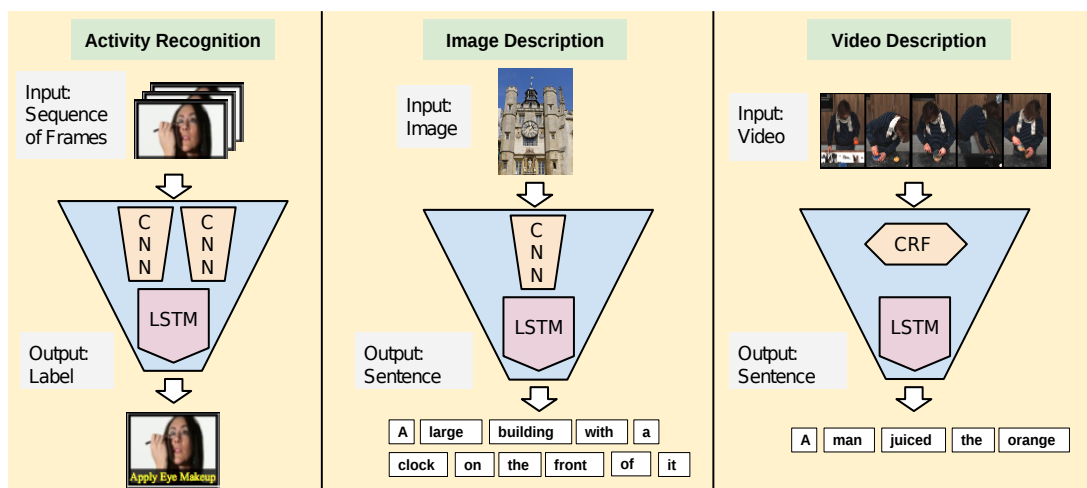 Activity Recognition
Input:
Sequence
of Frames
C
N
N
C
N
N
LSTM
Output:
Label
Apply Eye Makeup
Image Description
Input:
Image
C
N
N
LSTM
Output:
Sentence
A large building with a
clock on the front of it
Video Description
Input:
Video
CRF
LSTM
Output:
Sentence
A man juiced the orange